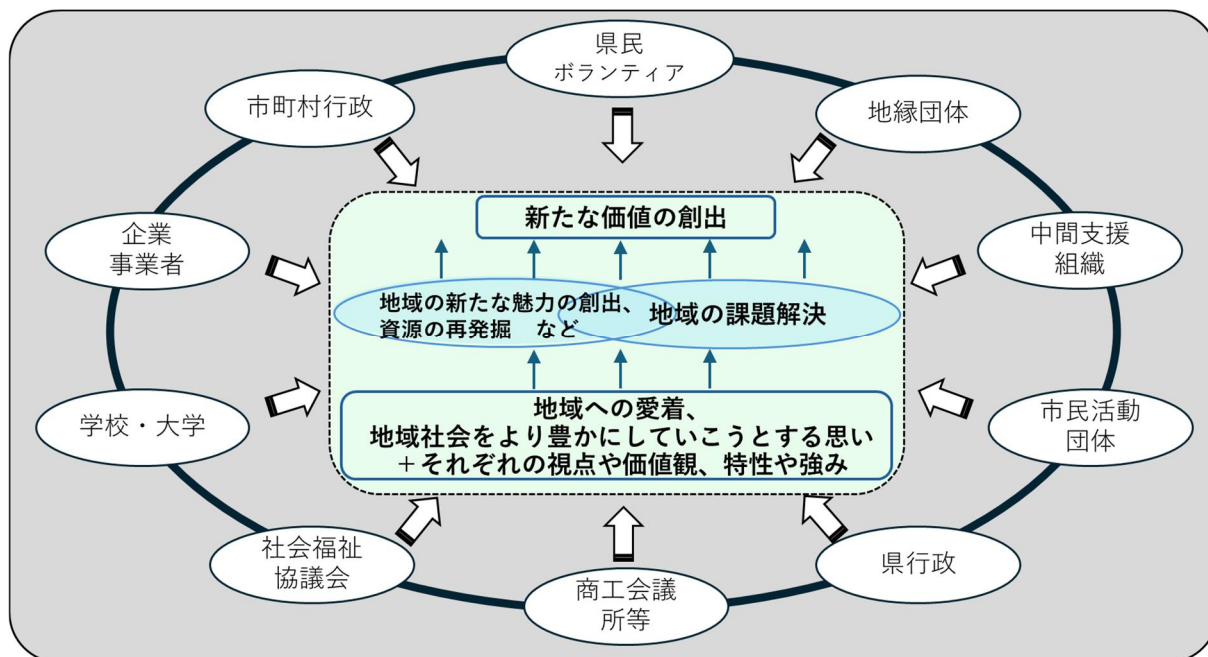 県民
ボランティア
市町村行政
地縁団体
企業
事業者
中間支援
組織
新たな価値の創出
地域の新たな魅力の創出、
資源の再発掘　など
地域の課題解決
学校・大学
市民活動
団体
地域への愛着、
地域社会をより豊かにしていこうとする思い
＋それぞれの視点や価値観、特性や強み
社会福祉
協議会
商工会議
所等
県行政